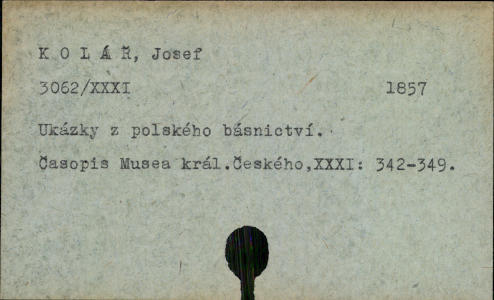 K O L Á Ř, Josef
3062/XXXI 1857
Ukázky z polského básnictví.
Časopis Musea král.Českého,XXXI: 342-349.